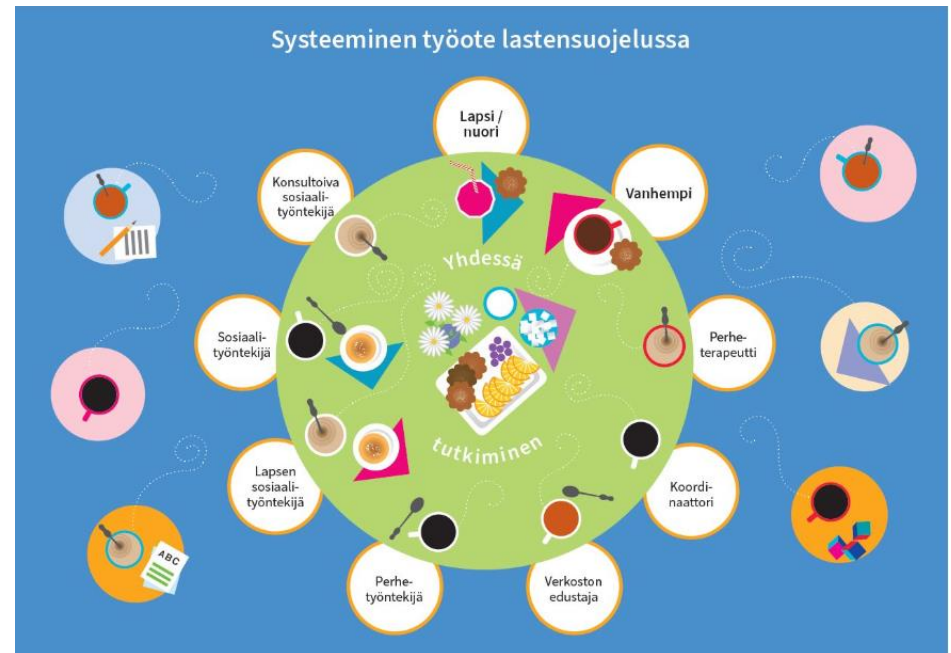 Systeeminen työote lastensuojelussa
Lapsi /
nuori
Vanhempi
Perhe-
terapeutti
Koordi-
naattori
Verkoston
edustaja
Perhe-
työntekijä
Lapsen
sosiaali-
työntekijä
Sosiaali-
työntekijä
Konsultoiva
sosiaali-
työntekijä
Yhdessä
tutkiminen
ABC